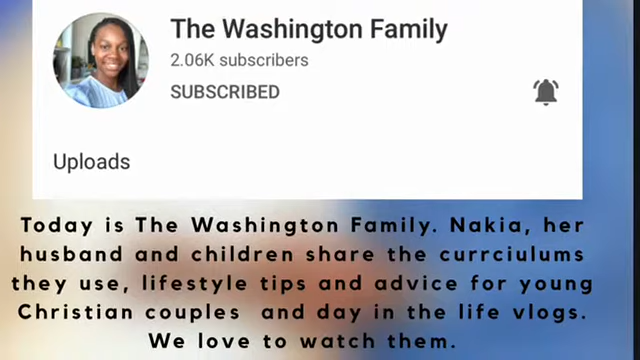 The Washington Family
2.06K subscribers
SUBSCRIBED
Uploads
Today is The Washington Family. Nakia, her
husband and children share the currciulums
they use, lifestyle tips and advice for young
Christian couples and day in the life vlogs.
We love to watch them.